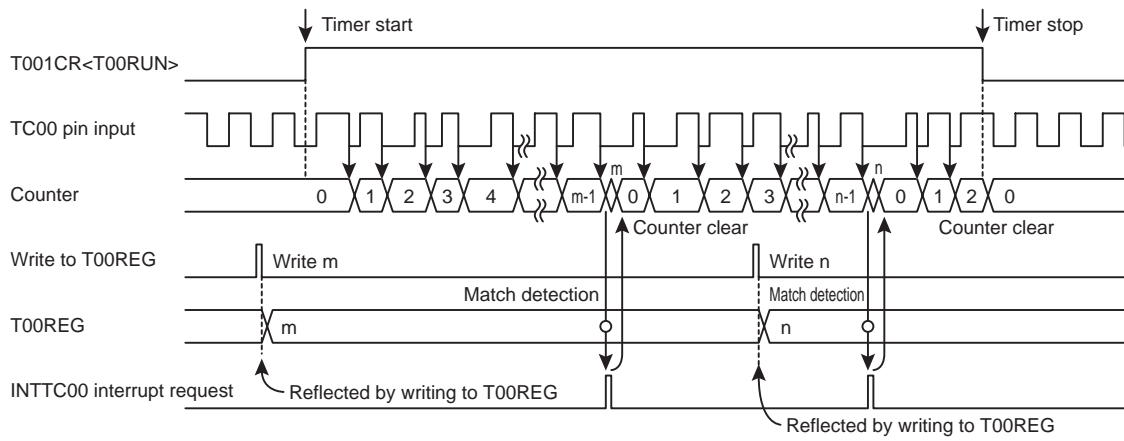 Timer start
Timer stop
T001CR<T00RUN>
TC00 pin input
Counter
0 1 2 3 4 m-1 m 0 1 2 3 n-1 n 0 1 2 0
Counter clear
Counter clear
Write to T00REG
Write m
Write n
Match detection
Match detection
T00REG
m
n
INTTC00 interrupt request
Reflected by writing to T00REG
Reflected by writing to T00REG